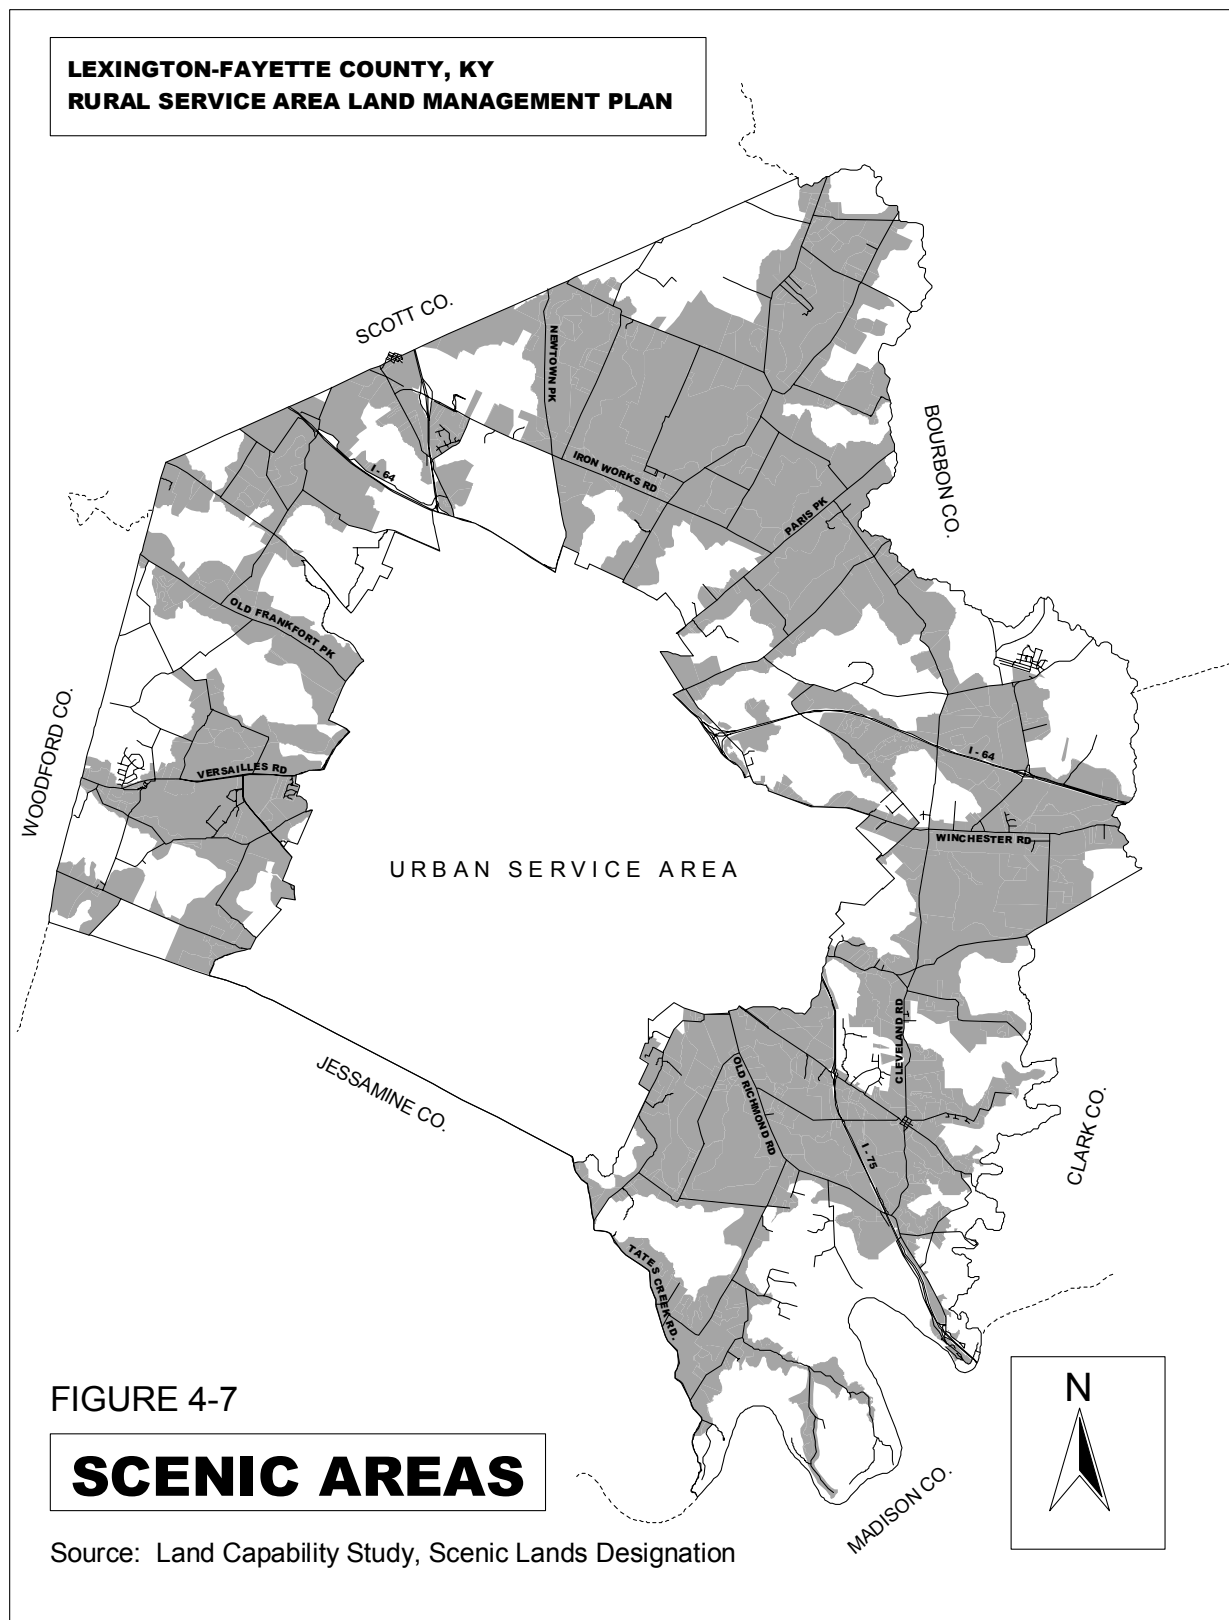 LEXINGTON-FAYETTE COUNTY, KY
RURAL SERVICE AREA LAND MANAGEMENT PLAN
SCOTT CO.
NEWTOWN PK
BOURBON CO.
I - 64
IRON WORKS RD
PARIS PK
OLD FRANKFORT PK
WOODFORD CO.
VERSAILLES RD
I - 64
WINCHESTER RD
URBAN SERVICE AREA
CLEVELAND RD
JESSAMINE CO.
OLD RICHMOND RD
CLARK CO.
I - 75
TATES CREEK RD.
MADISON CO.
N
FIGURE 4-7
SCENIC AREAS
Source: Land Capability Study, Scenic Lands Designation